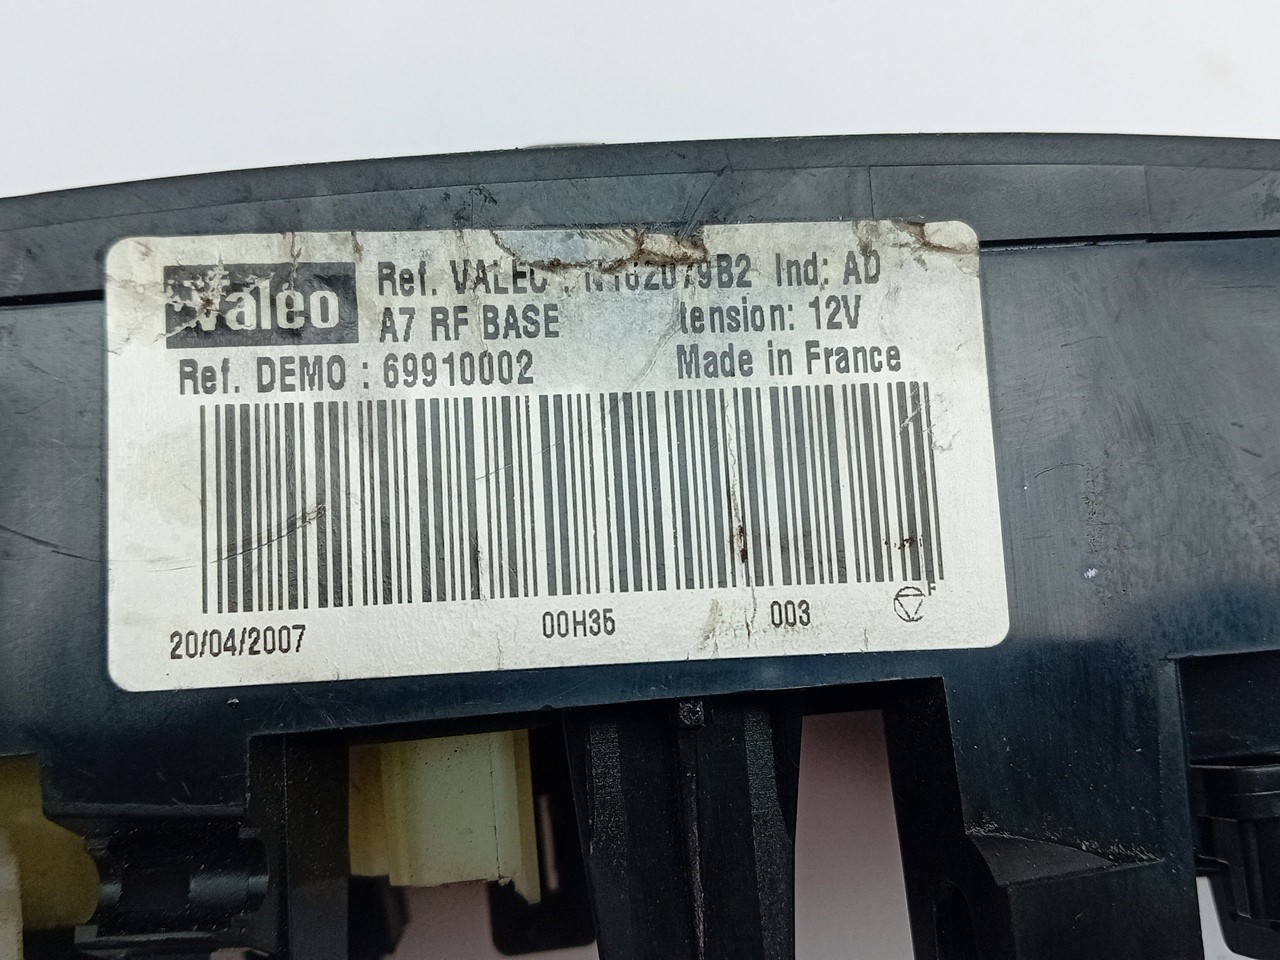 Valeo
Ref. VALEO : N102079B2 Ind: AD
A7 RF BASE tension: 12V
Ref. DEMO : 69910002 Made in France
20/04/2007 00H35 003 F